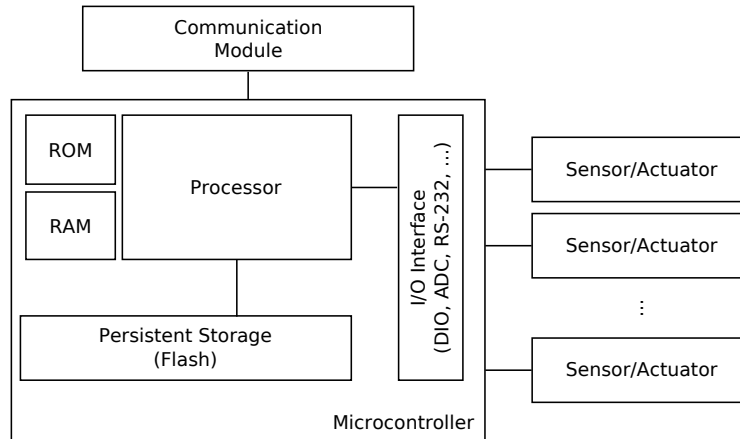 Communication
Module
ROM
Processor
RAM
I/O Interface
(DIO, ADC, RS-232, ...)
Persistent Storage
(Flash)
Microcontroller
Sensor/Actuator
Sensor/Actuator
...
Sensor/Actuator